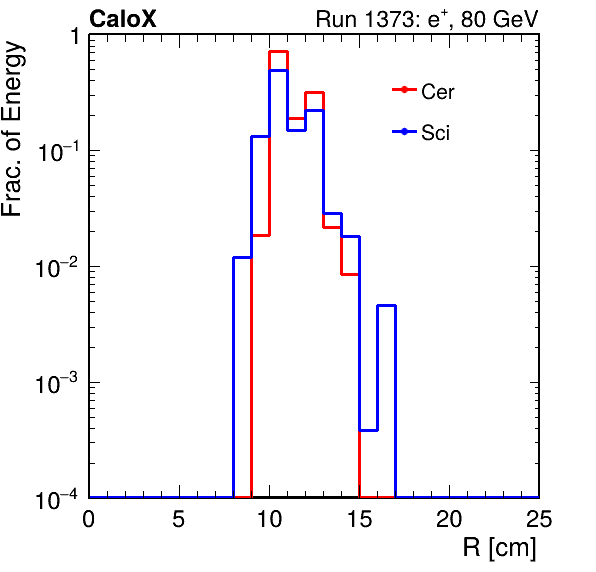 CaloX Run 1373: e⁺, 80 GeV
Frac. of Energy
1
10⁻¹
10⁻²
10⁻³
10⁻⁴
Cer
Sci
0 5 10 15 20 25
R [cm]